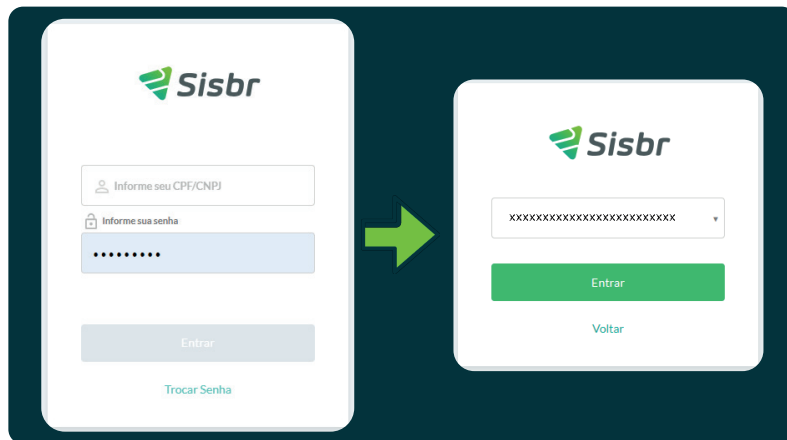 Sisbr
Informe seu CPF/CNPJ
Informe sua senha
•••••••••
Entrar
Trocar Senha
Sisbr
xxxxxxxxxxxxxxxxxxxxxxxxx
Entrar
Voltar